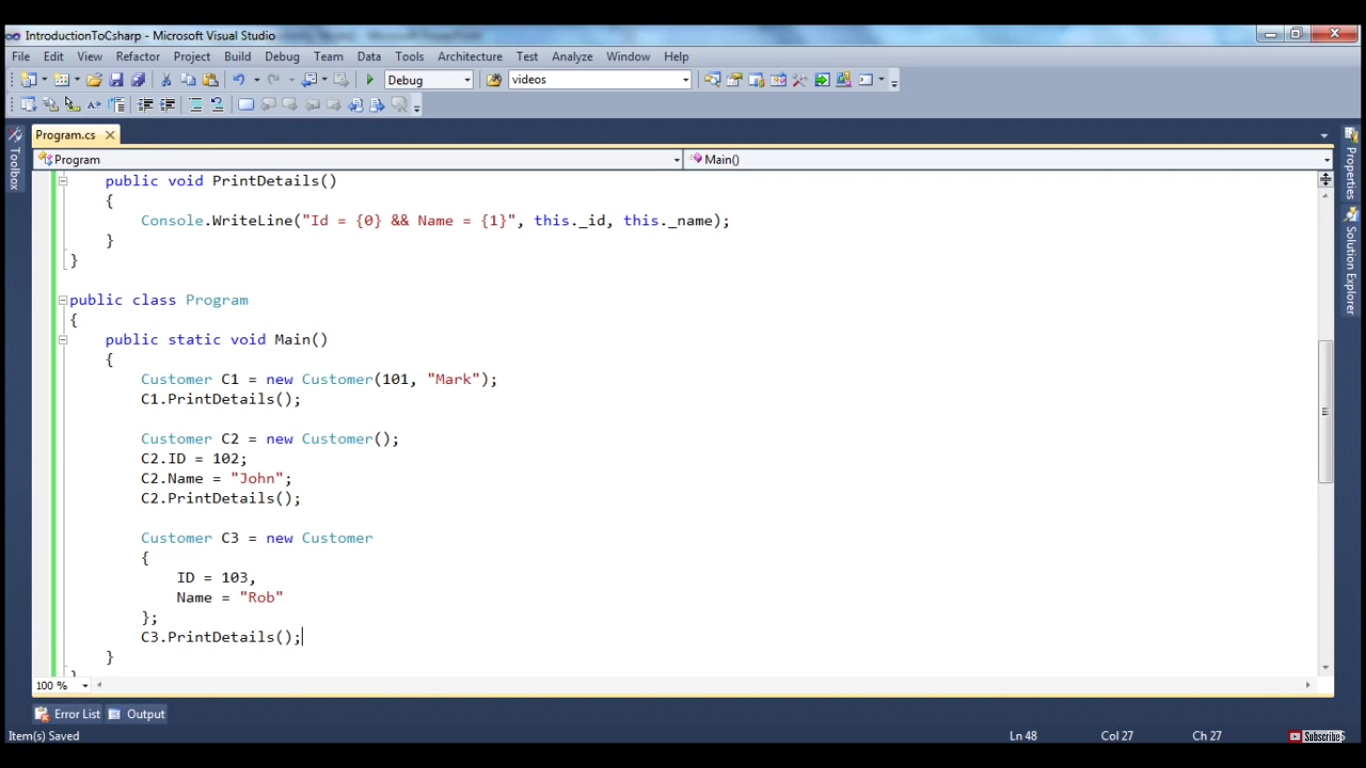 IntroductionToCsharp - Microsoft Visual Studio
File Edit View Refactor Project Build Debug Team Data Tools Architecture Test Analyze Window Help
Debug videos
Program.cs
Program Main()
Toolbox
Properties
Solution Explorer
public void PrintDetails()
{
Console.WriteLine("Id = {0} && Name = {1}", this._id, this._name);
}
}
public class Program
{
public static void Main()
{
Customer C1 = new Customer(101, "Mark");
C1.PrintDetails();
Customer C2 = new Customer();
C2.ID = 102;
C2.Name = "John";
C2.PrintDetails();
Customer C3 = new Customer
{
ID = 103,
Name = "Rob"
};
C3.PrintDetails();
}
100 %
Error List Output
Item(s) Saved Ln 48 Col 27 Ch 27 Subscribe